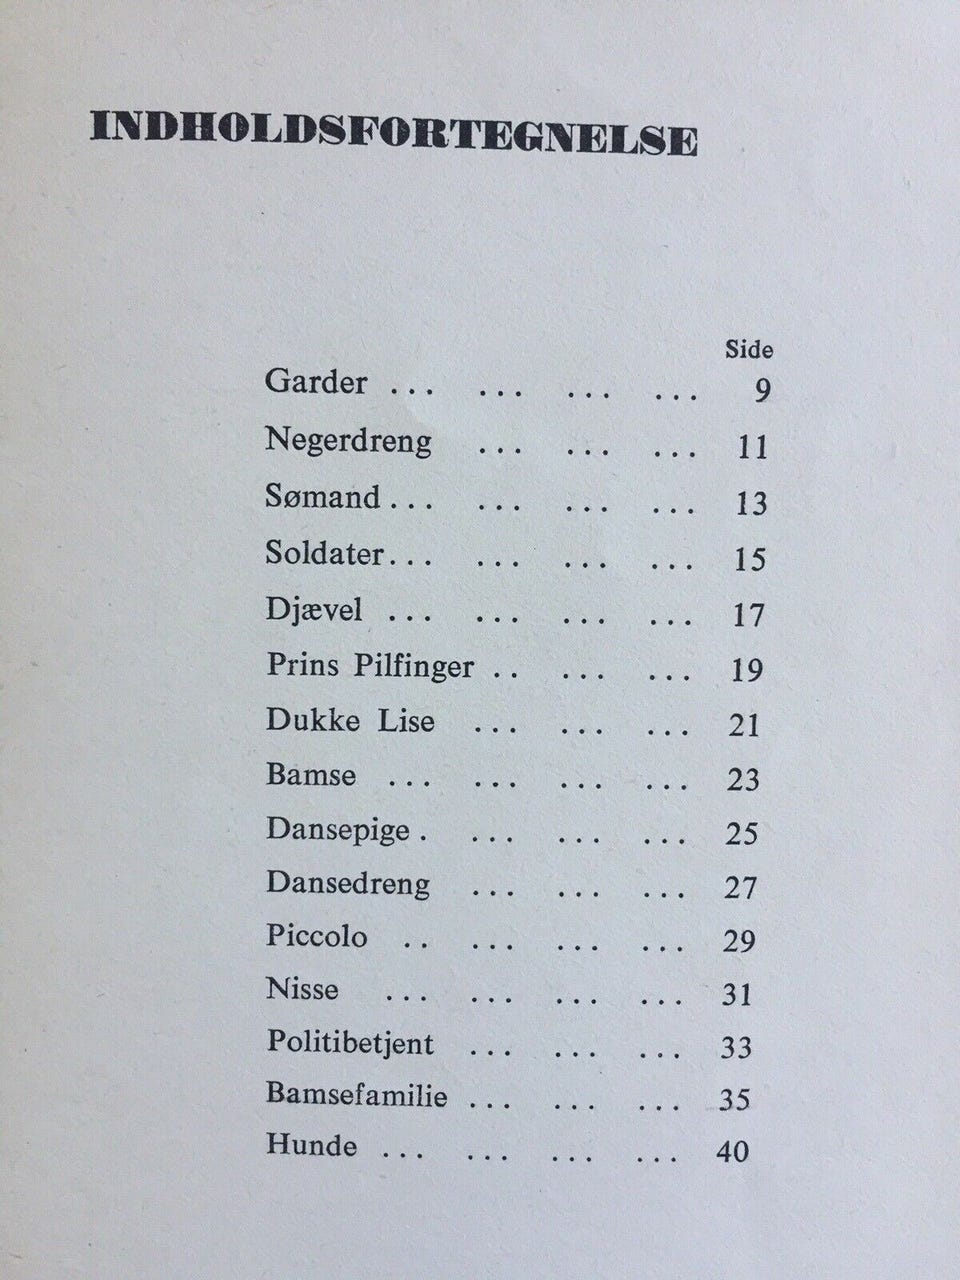 INDHOLDSFORTEGNELSE
Side
Garder ... ... ... ... 9
Negerdreng ... ... ... 11
Sømand ... ... ... ... 13
Soldater ... ... ... ... 15
Djævel ... ... ... ... 17
Prins Pilfinger .. ... ... 19
Dukke Lise ... ... ... 21
Bamse ... ... ... ... 23
Dansepige . ... ... ... 25
Dansedreng ... ... ... 27
Piccolo .. ... ... ... 29
Nisse ... ... ... ... 31
Politibetjent ... ... ... 33
Bamsefamilie ... ... ... 35
Hunde ... ... ... ... 40